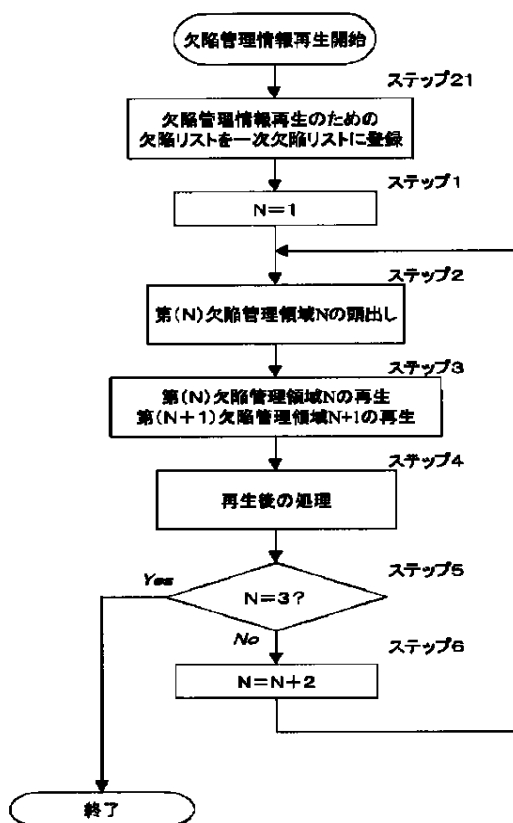 欠陥管理情報再生開始
ステップ21
欠陥管理情報再生のための
欠陥リストを一次欠陥リストに登録
ステップ1
N=1
ステップ2
第(N)欠陥管理領域Nの頭出し
ステップ3
第(N)欠陥管理領域Nの再生
第(N+1)欠陥管理領域N+1の再生
ステップ4
再生後の処理
ステップ5
Yes
N=3?
No
ステップ6
N=N+2
終了